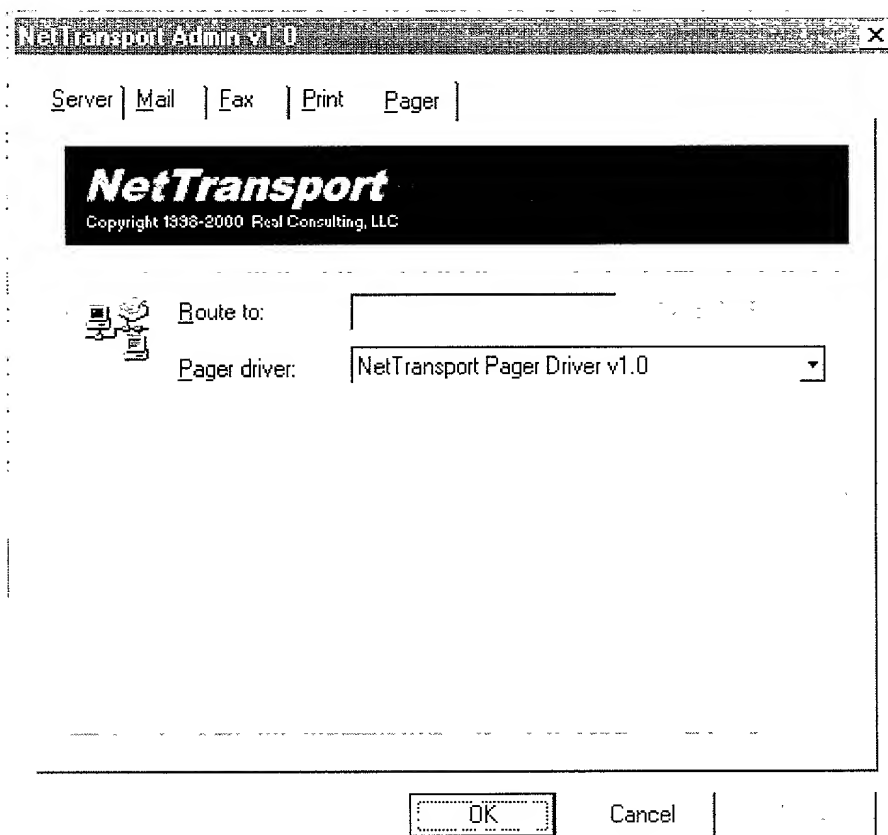 NetTransport Admin v1.0
Server Mail Fax Print Pager
NetTransport
Copyright 1998-2000 Real Consulting, LLC
Route to:
Pager driver: NetTransport Pager Driver v1.0
OK Cancel